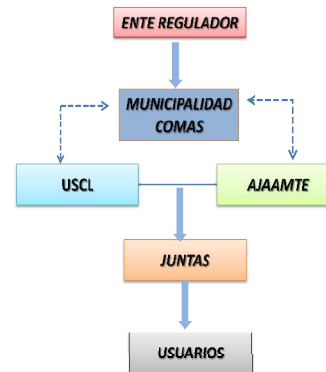 ENTE REGULADOR
MUNICIPALIDAD
COMAS
USCL
AJAAMTE
JUNTAS
USUARIOS